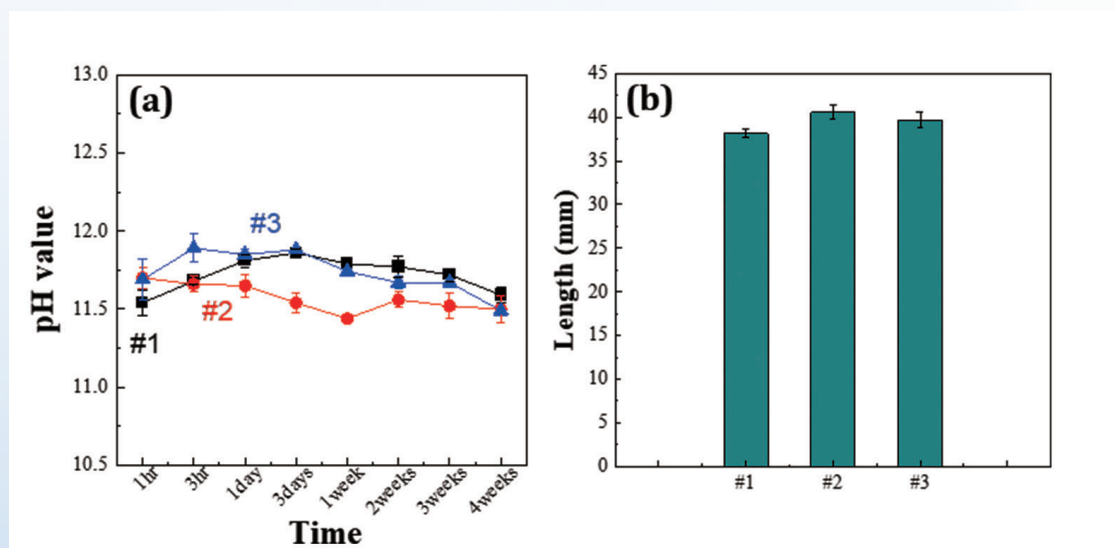 (a)
13.0
12.5
12.0
11.5
11.0
10.5
pH value
#3
#2
#1
1hr
3hr
1day
3days
1week
2weeks
3weeks
4weeks
Time
(b)
45
40
35
30
25
20
15
10
5
0
Length (mm)
#1
#2
#3